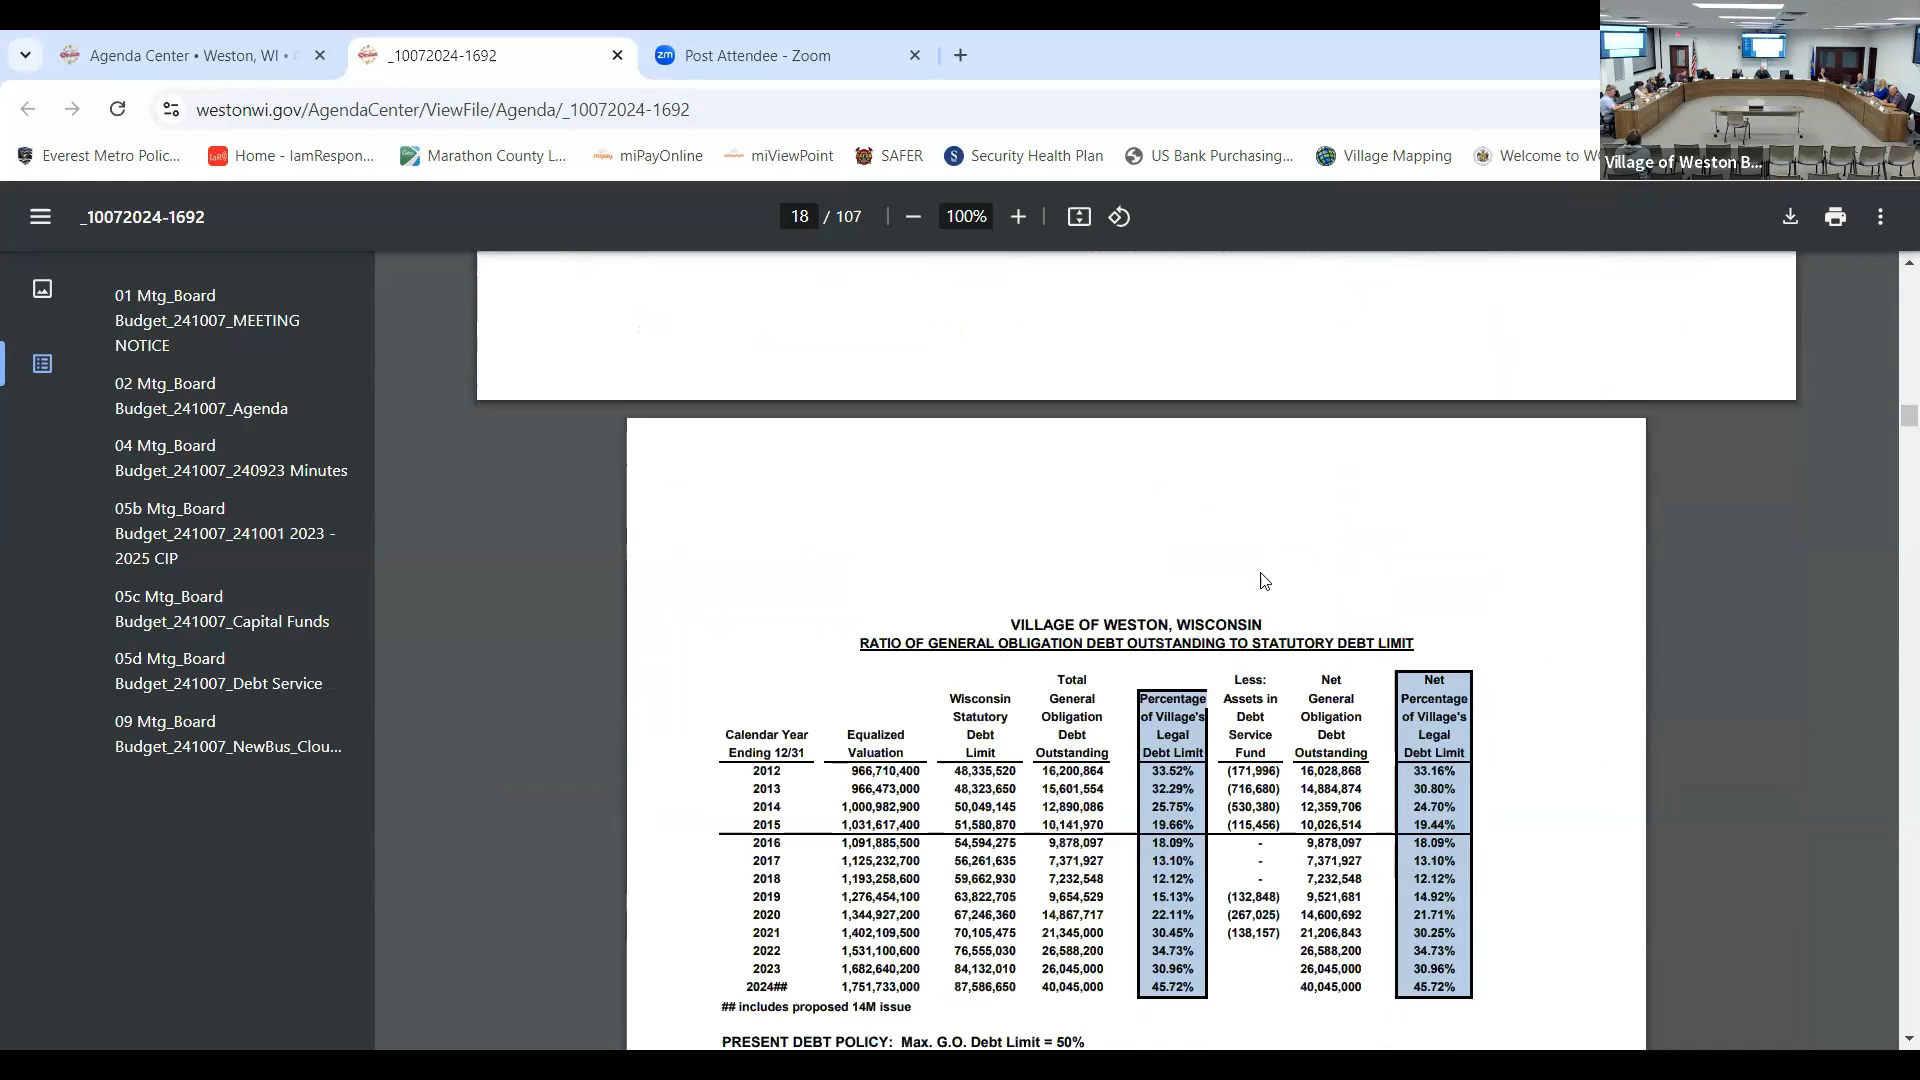 Agenda Center • Weston, WI •
_10072024-1692
zm Post Attendee - Zoom
westonwi.gov/AgendaCenter/ViewFile/Agenda/_10072024-1692
Everest Metro Polic...
Home - IamRespon...
Marathon County L...
miPayOnline
miViewPoint
SAFER
Security Health Plan
US Bank Purchasing...
Village Mapping
Welcome to
Village of Weston B...
_10072024-1692
18 / 107
100%
01 Mtg_Board
Budget_241007_MEETING
NOTICE
02 Mtg_Board
Budget_241007_Agenda
04 Mtg_Board
Budget_241007_240923 Minutes
05b Mtg_Board
Budget_241007_241001 2023 -
2025 CIP
05c Mtg_Board
Budget_241007_Capital Funds
05d Mtg_Board
Budget_241007_Debt Service
09 Mtg_Board
Budget_241007_NewBus_Clou...
VILLAGE OF WESTON, WISCONSIN
RATIO OF GENERAL OBLIGATION DEBT OUTSTANDING TO STATUTORY DEBT LIMIT
Total Less: Net Net
Wisconsin General Percentage Assets in General Percentage
Statutory Obligation of Village's Debt Obligation of Village's
Calendar Year Equalized Debt Debt Legal Service Debt Legal
Ending 12/31 Valuation Limit Outstanding Debt Limit Fund Outstanding Debt Limit
2012 966,710,400 48,335,520 16,200,864 33.52% (171,996) 16,028,868 33.16%
2013 966,473,000 48,323,650 15,601,554 32.29% (716,680) 14,884,874 30.80%
2014 1,000,982,900 50,049,145 12,890,086 25.75% (530,380) 12,359,706 24.70%
2015 1,031,617,400 51,580,870 10,141,970 19.66% (115,456) 10,026,514 19.44%
2016 1,091,885,500 54,594,275 9,878,097 18.09% - 9,878,097 18.09%
2017 1,125,232,700 56,261,635 7,371,927 13.10% - 7,371,927 13.10%
2018 1,193,258,600 59,662,930 7,232,548 12.12% - 7,232,548 12.12%
2019 1,276,454,100 63,822,705 9,654,529 15.13% (132,848) 9,521,681 14.92%
2020 1,344,927,200 67,246,360 14,867,717 22.11% (267,025) 14,600,692 21.71%
2021 1,402,109,500 70,105,475 21,345,000 30.45% (138,157) 21,206,843 30.25%
2022 1,531,100,600 76,555,030 26,588,200 34.73% 26,588,200 34.73%
2023 1,682,640,200 84,132,010 26,045,000 30.96% 26,045,000 30.96%
2024## 1,751,733,000 87,586,650 40,045,000 45.72% 40,045,000 45.72%
## includes proposed 14M issue
PRESENT DEBT POLICY: Max. G.O. Debt Limit = 50%